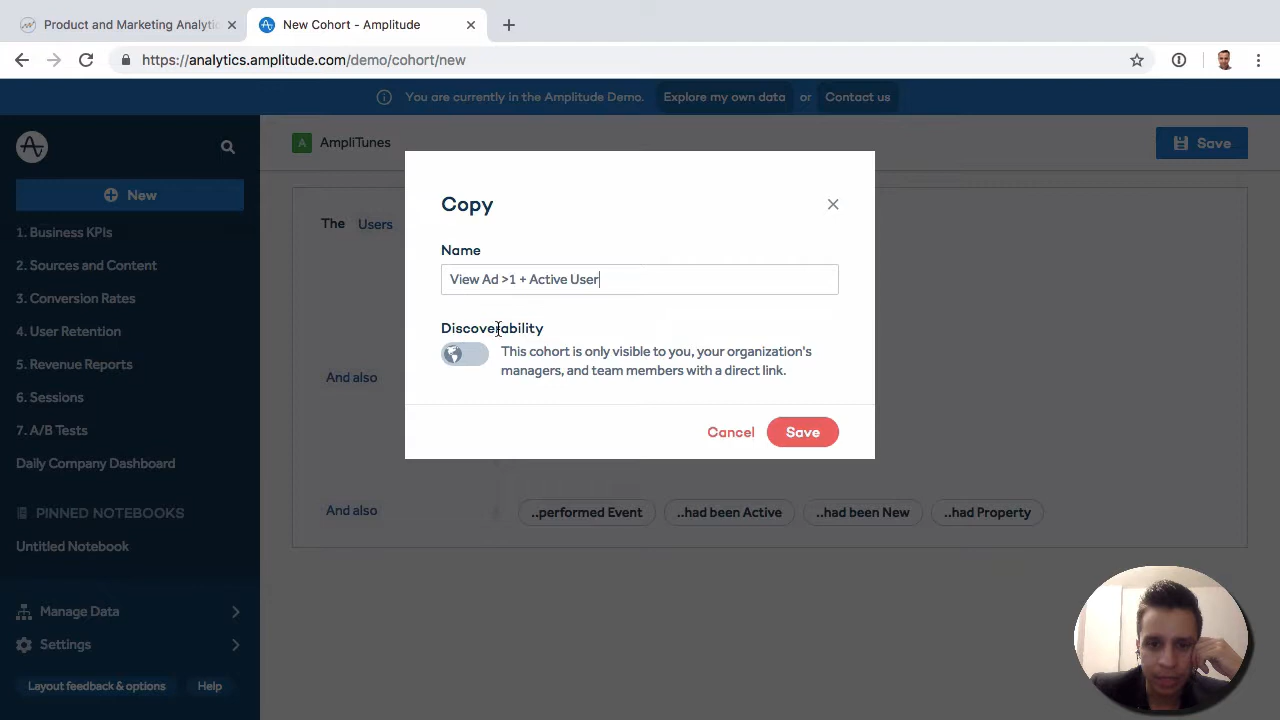 Product and Marketing Analytic
New Cohort - Amplitude
https://analytics.amplitude.com/demo/cohort/new
You are currently in the Amplitude Demo. Explore my own data or Contact us
AmpliTunes
Save
New
1. Business KPIs
2. Sources and Content
3. Conversion Rates
4. User Retention
5. Revenue Reports
6. Sessions
7. A/B Tests
Daily Company Dashboard
PINNED NOTEBOOKS
Untitled Notebook
Manage Data
Settings
Layout feedback & options
Help
The Users
And also
And also
..performed Event
..had been Active
..had been New
..had Property
Copy
Name
View Ad >1 + Active User
Discoverability
This cohort is only visible to you, your organization's
managers, and team members with a direct link.
Cancel
Save